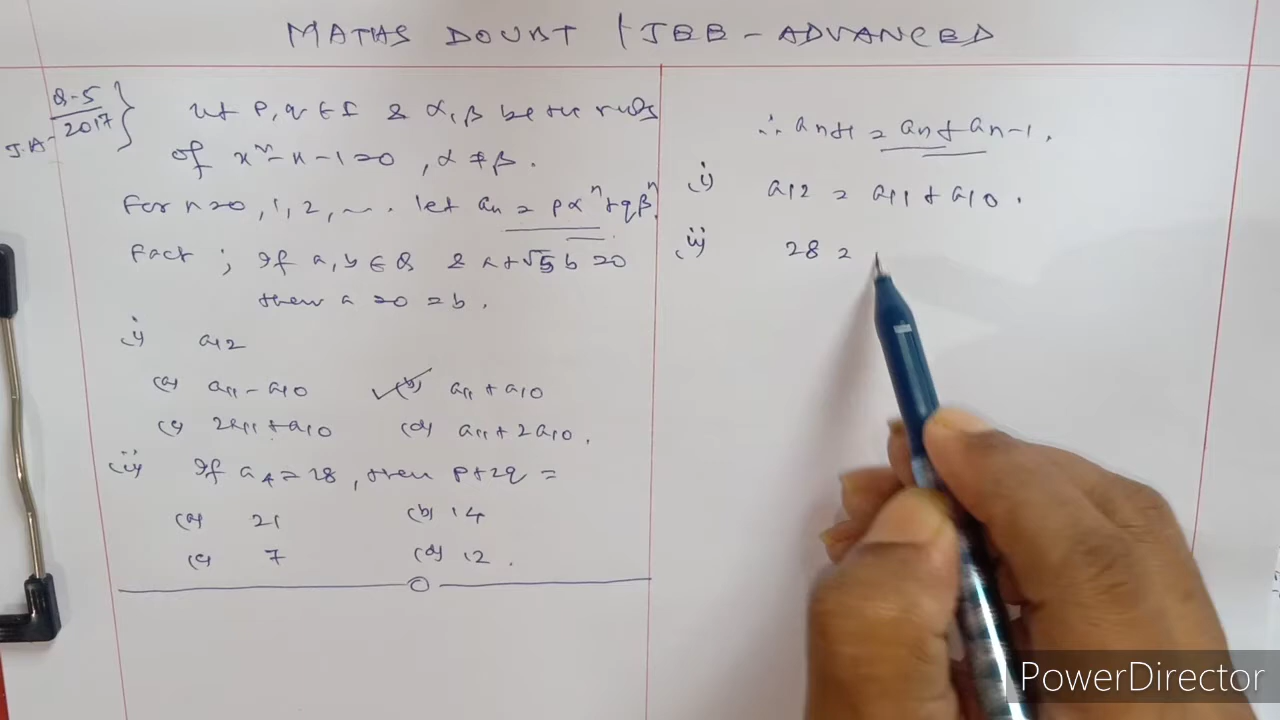 MATHS DOUBT | JEE - ADVANCED
Q-5
J.A- 2017
Let P, q ∈ I & α, β be the roots
of x² - x - 1 = 0 , α ≠ β .
For n = 0 , 1, 2, ... . let an = pα^n + qβ^n.
Fact ; If a, b ∈ Q & a + √5 b = 0
then a = 0 = b .
i) a12
(a) a11 - a10 (b) a11 + a10
(c) 2a11 + a10 (d) a11 + 2a10 .
ii) If a4 = 28 , then p + 2q =
(a) 21 (b) 14
(c) 7 (d) 12 .
∴ an+1 = an + an-1 .
i) a12 = a11 + a10 .
ii) 28 =
PowerDirector